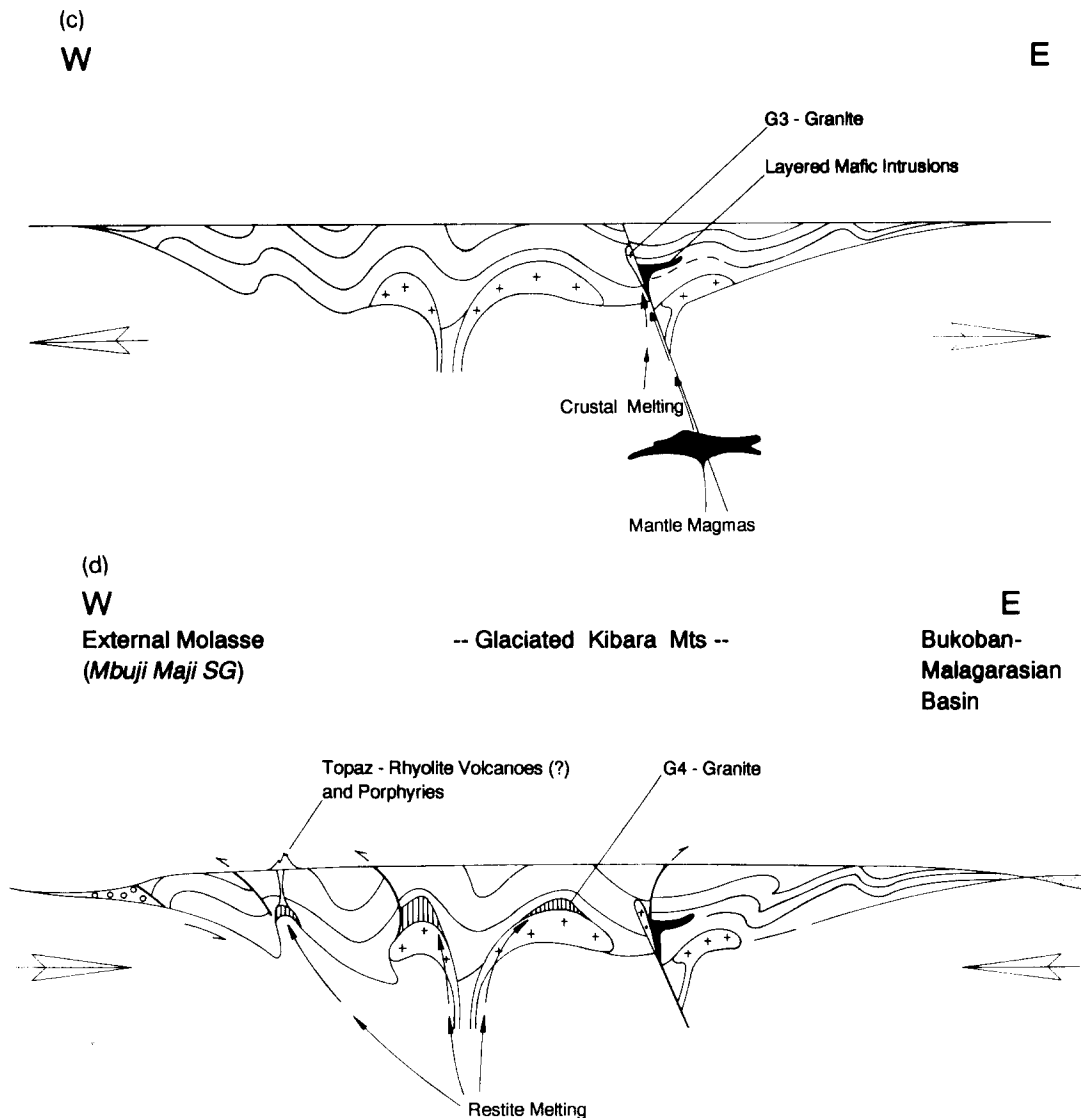 (c)
W
E
G3 - Granite
Layered Mafic Intrusions
Crustal Melting
Mantle Magmas
(d)
W
E
External Molasse
(Mbuji Maji SG)
-- Glaciated Kibara Mts --
Bukoban-
Malagarasian
Basin
Topaz - Rhyolite Volcanoes (?)
and Porphyries
G4 - Granite
Restite Melting